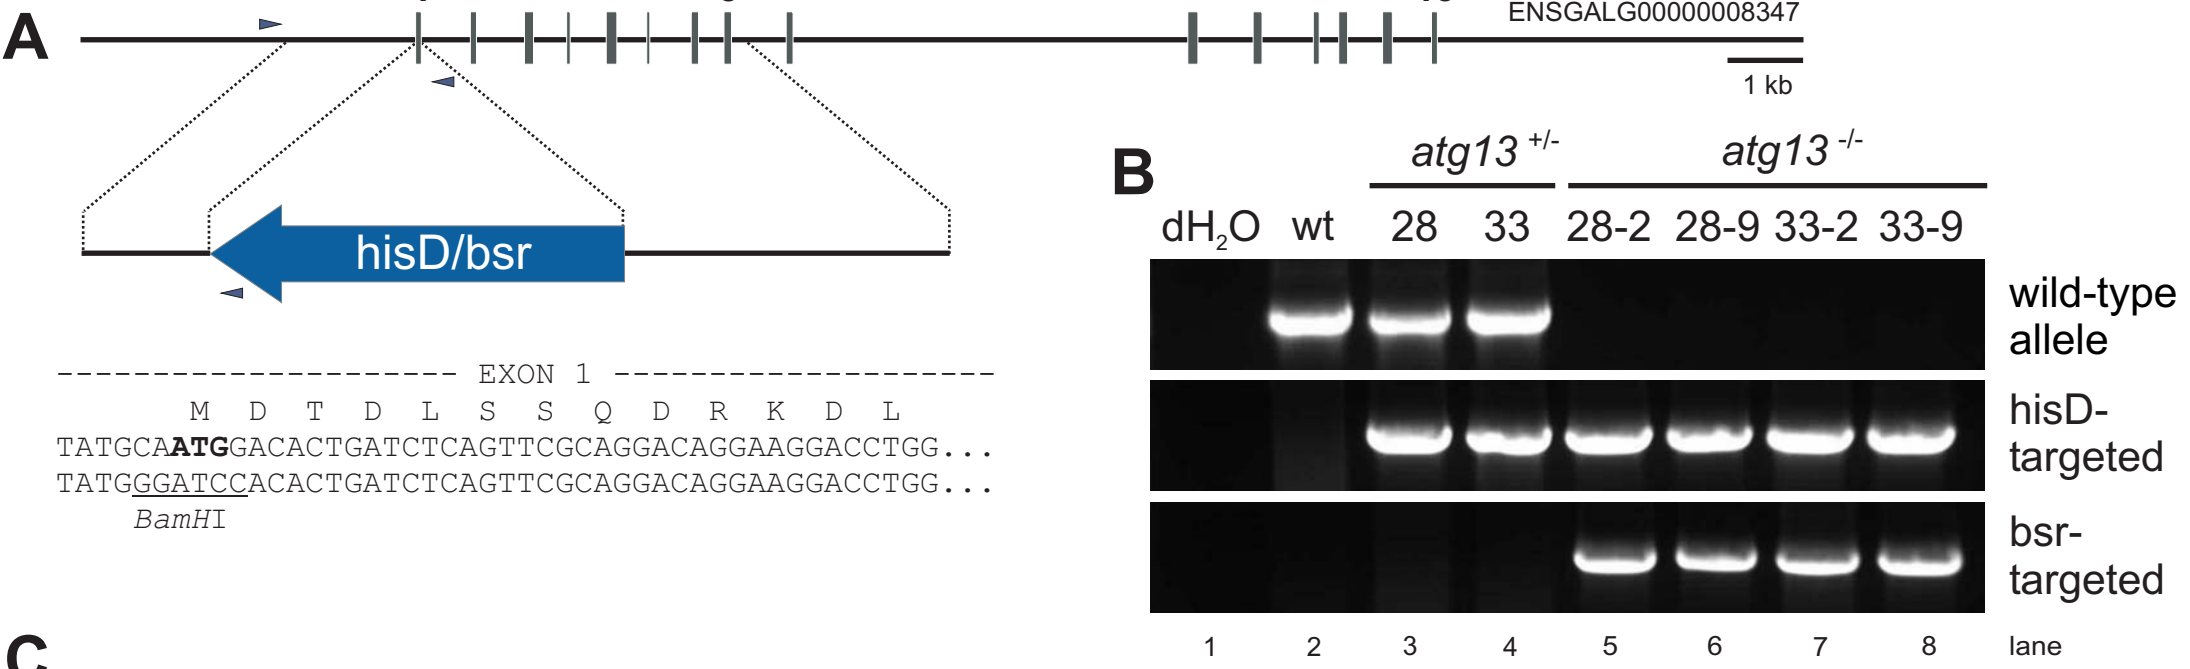 A
ENSGALG00000008347
1 kb
hisD/bsr
-------------------- EXON 1 --------------------
M D T D L S S Q D R K D L
TATGCAATGGACACTGATCTCAGTTCGCAGGACAGGAAGGACCTGG...
TATGGGATCCACACTGATCTCAGTTCGCAGGACAGGAAGGACCTGG...
BamHI
B
atg13 +/- atg13 -/-
dH2O wt 28 33 28-2 28-9 33-2 33-9
wild-type
allele
hisD-
targeted
bsr-
targeted
1 2 3 4 5 6 7 8 lane
C